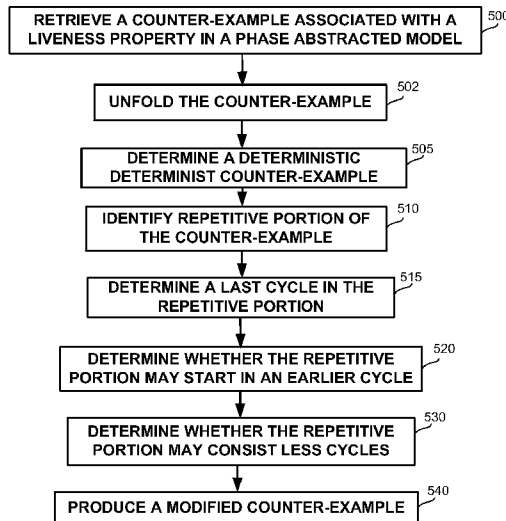 RETRIEVE A COUNTER-EXAMPLE ASSOCIATED WITH A
LIVENESS PROPERTY IN A PHASE ABSTRACTED MODEL
500
UNFOLD THE COUNTER-EXAMPLE
502
DETERMINE A DETERMINISTIC
DETERMINIST COUNTER-EXAMPLE
505
IDENTIFY REPETITIVE PORTION OF
THE COUNTER-EXAMPLE
510
DETERMINE A LAST CYCLE IN THE
REPETITIVE PORTION
515
DETERMINE WHETHER THE REPETITIVE
PORTION MAY START IN AN EARLIER CYCLE
520
DETERMINE WHETHER THE REPETITIVE
PORTION MAY CONSIST LESS CYCLES
530
PRODUCE A MODIFIED COUNTER-EXAMPLE
540